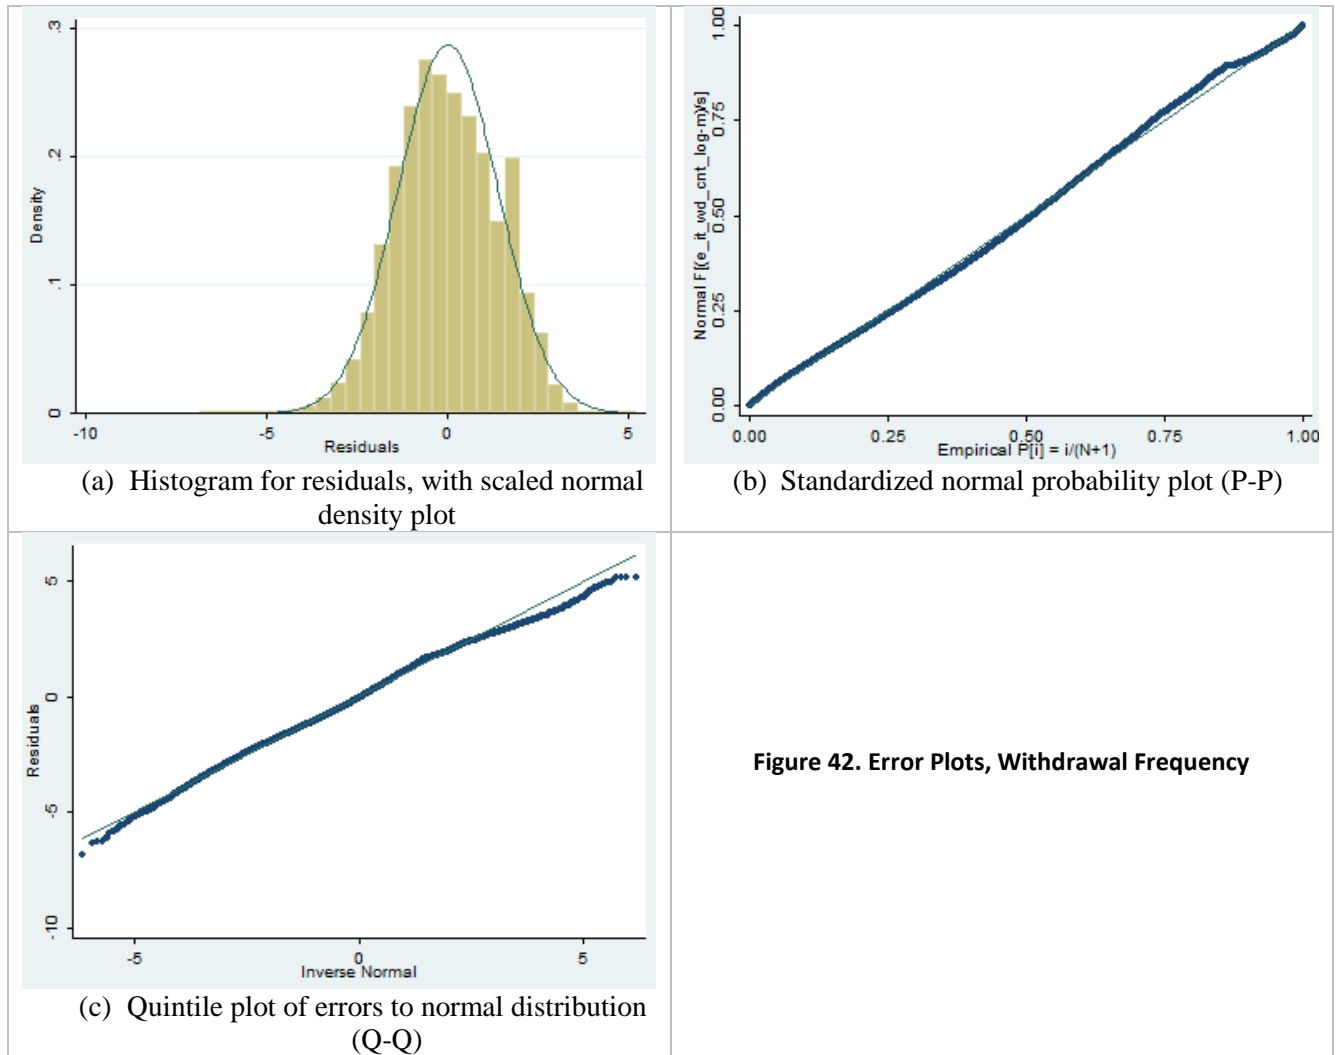 .3
.2
.1
0
Density
-10
-5
0
5
Residuals
(a) Histogram for residuals, with scaled normal
density plot
1.00
0.75
0.50
0.25
0.00
Normal F[(e_it_wd_cnt_log-m)/s]
0.00
0.25
0.50
0.75
1.00
Empirical P[i] = i/(N+1)
(b) Standardized normal probability plot (P-P)
5
0
-5
-10
Residuals
-5
0
5
Inverse Normal
(c) Quintile plot of errors to normal distribution
(Q-Q)
Figure 42. Error Plots, Withdrawal Frequency